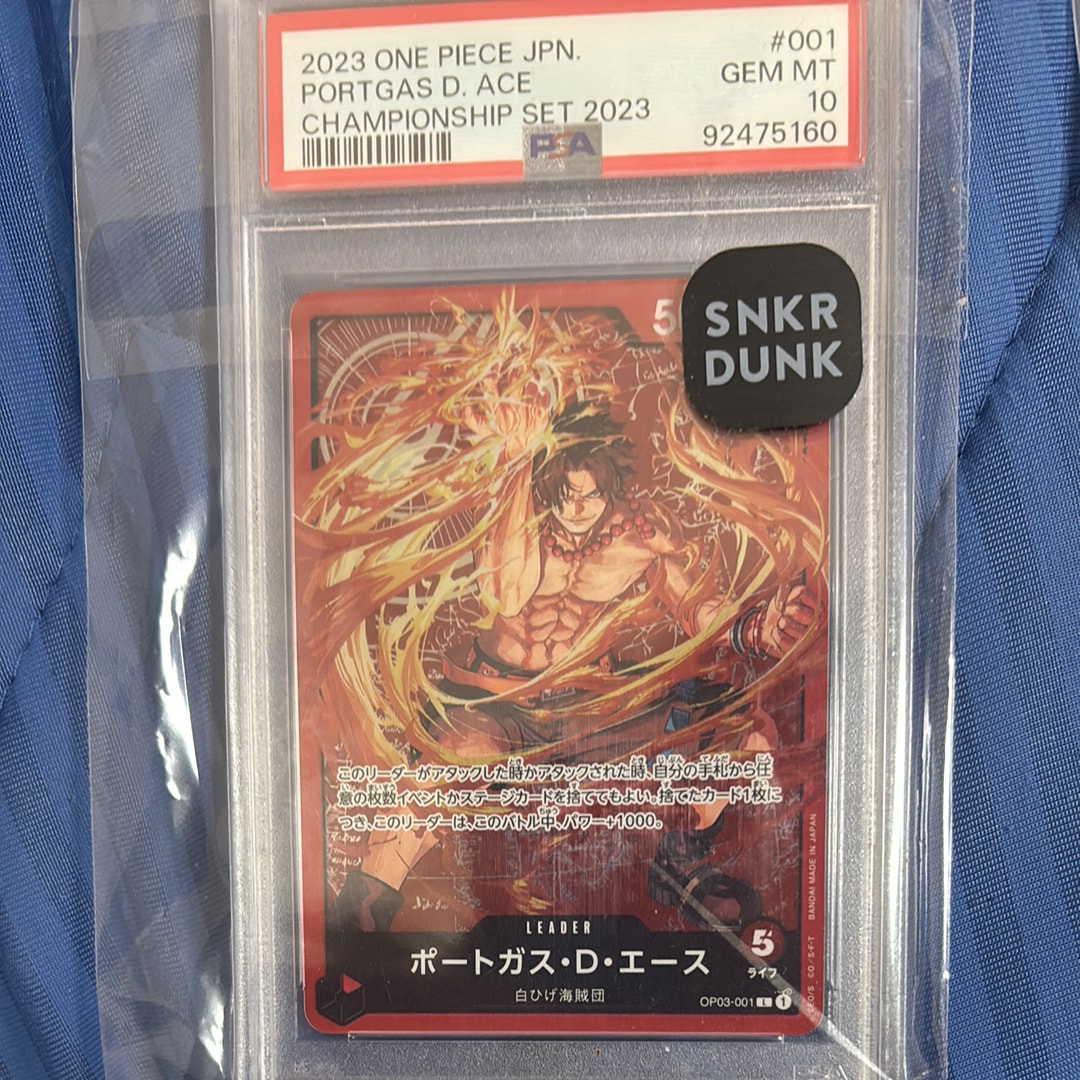 2023 ONE PIECE JPN.
#001
PORTGAS D. ACE
GEM MT
CHAMPIONSHIP SET 2023
10
PSA
92475160
SNKR
DUNK
5
このリーダーがアタックした時かアタックされた時、自分の手札から任
意の枚数イベントかステージカードを捨ててもよい。捨てたカード1枚に
つき、このリーダーは、このバトル中、パワー+1000。
BANDAI MADE IN JAPAN
LEADER
ポートガス・D・エース
5
ライフ
白ひげ海賊団
OP03-001 L 1